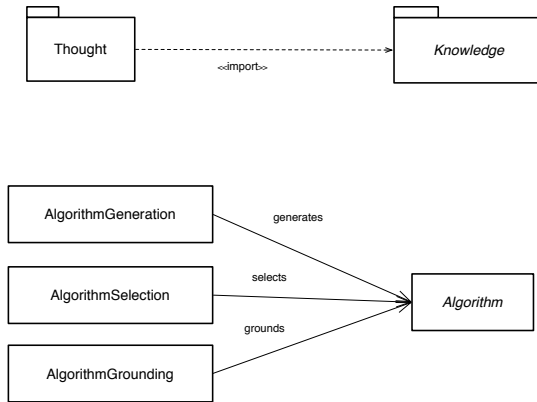 Thought
Knowledge
<<import>>
AlgorithmGeneration
generates
AlgorithmSelection
selects
Algorithm
grounds
AlgorithmGrounding